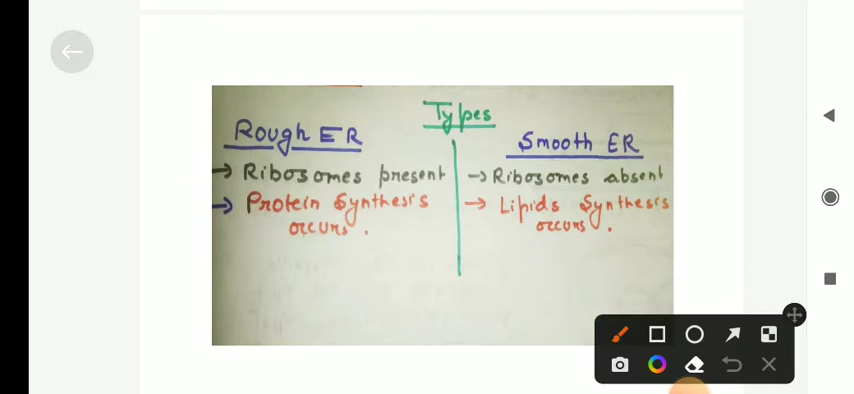 Types
Rough ER
→ Ribosomes present
→ Protein Synthesis
occurs.
Smooth ER
→ Ribosomes absent
→ Lipids Synthesis
occurs.